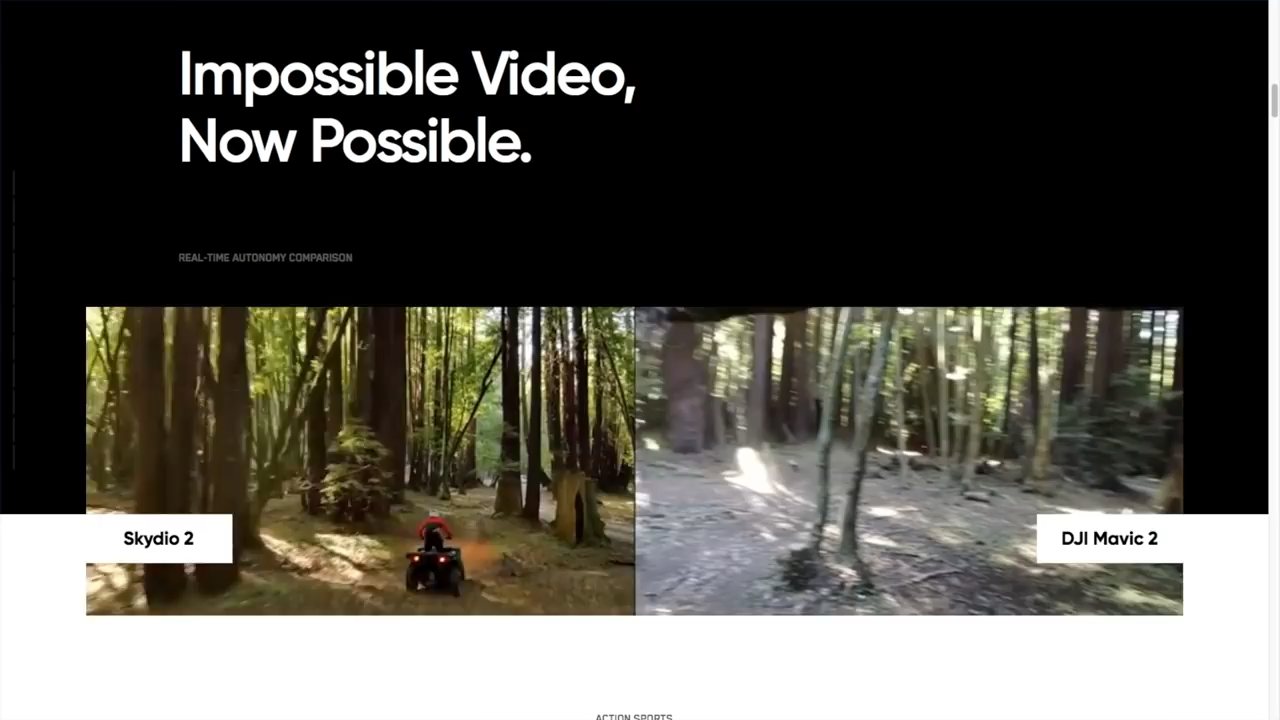 Impossible Video,
Now Possible.
REAL-TIME AUTONOMY COMPARISON
Skydio 2
DJI Mavic 2
ACTION SPORTS